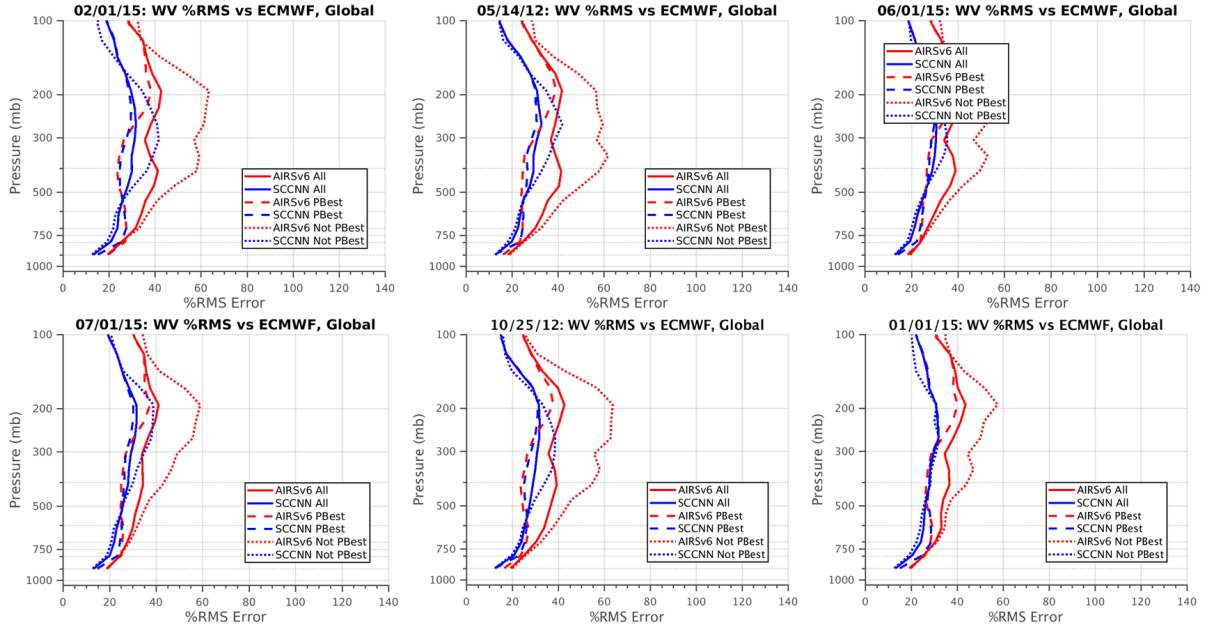 02/01/15: WV %RMS vs ECMWF, Global
100
200
300
500
750
1000
Pressure (mb)
AIRSv6 All
SCCNN All
AIRSv6 PBest
SCCNN PBest
AIRSv6 Not PBest
SCCNN Not PBest
0 20 40 60 80 100 120 140
%RMS Error
05/14/12: WV %RMS vs ECMWF, Global
100
200
300
500
750
1000
Pressure (mb)
AIRSv6 All
SCCNN All
AIRSv6 PBest
SCCNN PBest
AIRSv6 Not PBest
SCCNN Not PBest
0 20 40 60 80 100 120 140
%RMS Error
06/01/15: WV %RMS vs ECMWF, Global
100
200
300
500
750
1000
Pressure (mb)
AIRSv6 All
SCCNN All
AIRSv6 PBest
SCCNN PBest
AIRSv6 Not PBest
SCCNN Not PBest
0 20 40 60 80 100 120 140
%RMS Error
07/01/15: WV %RMS vs ECMWF, Global
100
200
300
500
750
1000
Pressure (mb)
AIRSv6 All
SCCNN All
AIRSv6 PBest
SCCNN PBest
AIRSv6 Not PBest
SCCNN Not PBest
0 20 40 60 80 100 120 140
%RMS Error
10/25/12: WV %RMS vs ECMWF, Global
100
200
300
500
750
1000
Pressure (mb)
AIRSv6 All
SCCNN All
AIRSv6 PBest
SCCNN PBest
AIRSv6 Not PBest
SCCNN Not PBest
0 20 40 60 80 100 120 140
%RMS Error
01/01/15: WV %RMS vs ECMWF, Global
100
200
300
500
750
1000
Pressure (mb)
AIRSv6 All
SCCNN All
AIRSv6 PBest
SCCNN PBest
AIRSv6 Not PBest
SCCNN Not PBest
0 20 40 60 80 100 120 140
%RMS Error